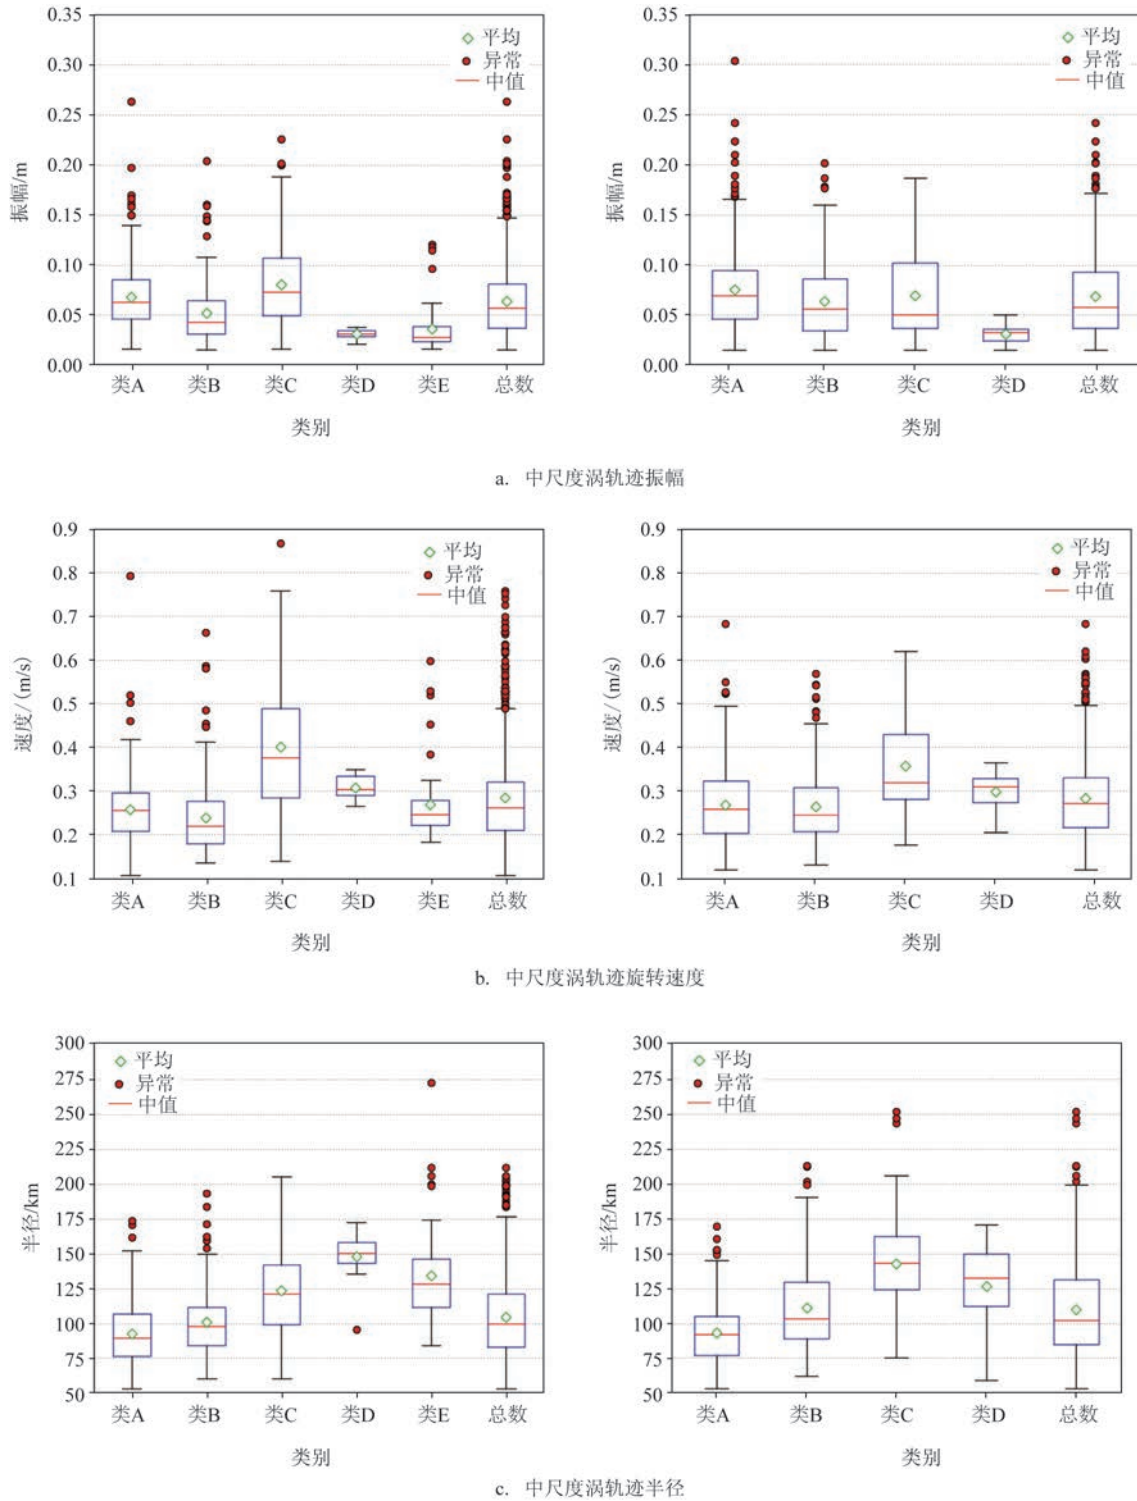 0.35
0.30
0.25
0.20
0.15
0.10
0.05
0.00
振幅/m
平均
异常
中值
类A 类B 类C 类D 类E 总数
类别
0.35
0.30
0.25
0.20
0.15
0.10
0.05
0.00
振幅/m
平均
异常
中值
类A 类B 类C 类D 总数
类别
a. 中尺度涡轨迹振幅
0.9
0.8
0.7
0.6
0.5
0.4
0.3
0.2
0.1
速度/(m/s)
平均
异常
中值
类A 类B 类C 类D 类E 总数
类别
0.9
0.8
0.7
0.6
0.5
0.4
0.3
0.2
0.1
速度/(m/s)
平均
异常
中值
类A 类B 类C 类D 总数
类别
b. 中尺度涡轨迹旋转速度
300
275
250
225
200
175
150
125
100
75
50
半径/km
平均
异常
中值
类A 类B 类C 类D 类E 总数
类别
300
275
250
225
200
175
150
125
100
75
50
半径/km
平均
异常
中值
类A 类B 类C 类D 总数
类别
c. 中尺度涡轨迹半径